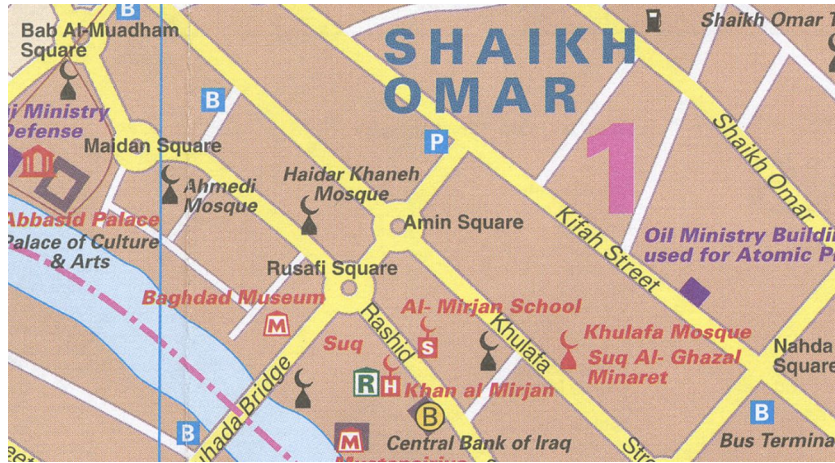 B
Bab Al-Muadham
Square
SHAIKH
OMAR
Shaikh Omar T
B
Ministry
Defense
Maidan Square
P
1
Shaikh Omar
Haidar Khaneh
Mosque
Ahmedi
Mosque
Abbasid Palace
Palace of Culture
& Arts
Amin Square
Kifah Street
Oil Ministry Buildi
used for Atomic P
Rusafi Square
Baghdad Museum
M
Rashid
Al- Mirjan School
S
Khulafa
Suq
Khulafa Mosque
Suq Al- Ghazal
Minaret
Nahda
Square
R
H
Khan al Mirjan
B
B
uhada Bridge
B
Central Bank of Iraq
Bus Termina
M
Stre
eet